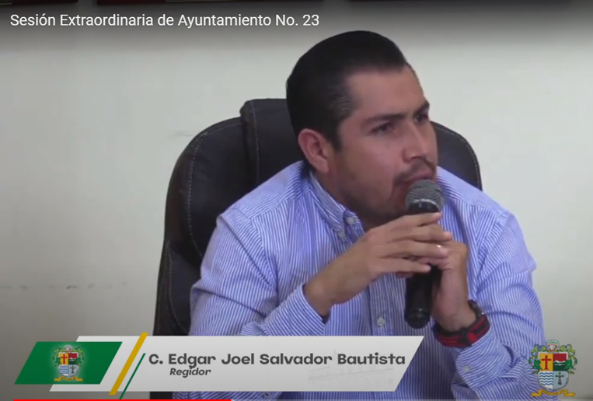 Sesión Extraordinaria de Ayuntamiento No. 23
C. Edgar Joel Salvador Bautista
Regidor